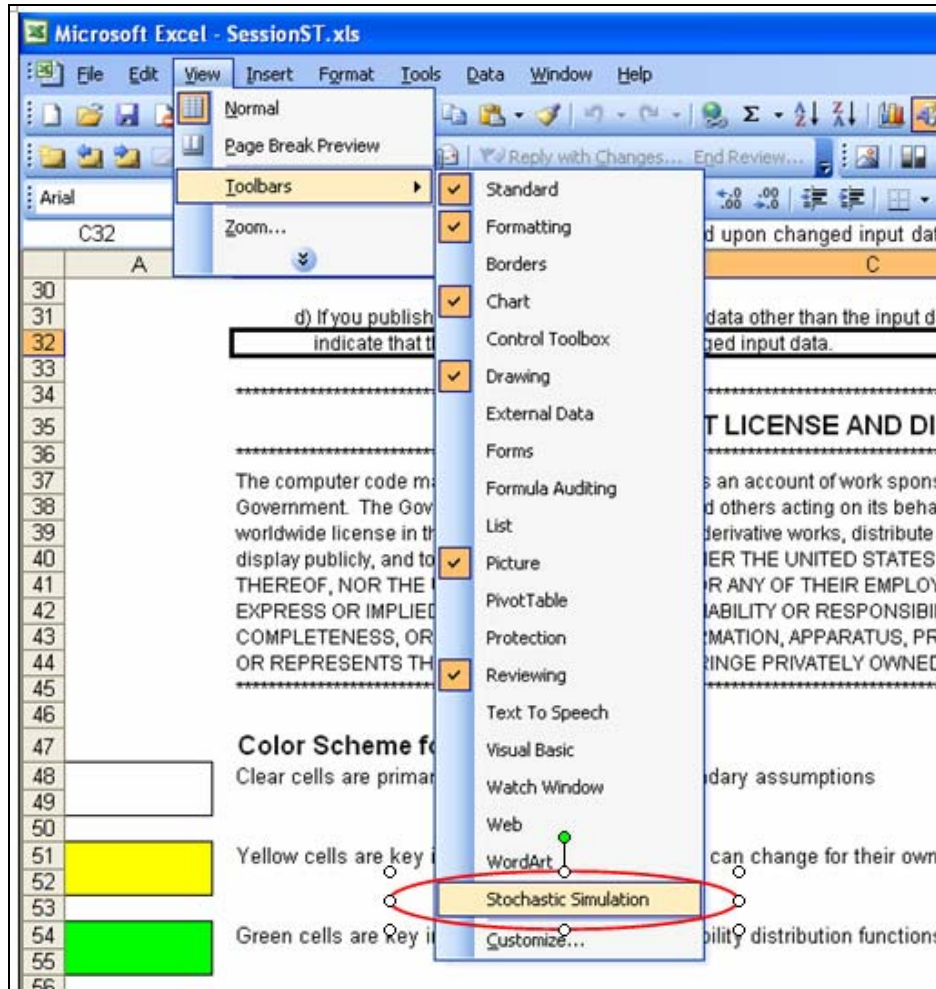 Microsoft Excel - SessionST.xls
File Edit View Insert Format Tools Data Window Help
Normal
Page Break Preview
Reply with Changes... End Review...
Toolbars
Arial
Zoom...
C32
d upon changed input dat
A
C
Standard
Formatting
Borders
Chart
Control Toolbox
Drawing
External Data
Forms
Formula Auditing
List
Picture
PivotTable
Protection
Reviewing
Text To Speech
Visual Basic
Watch Window
Web
WordArt
Stochastic Simulation
Customize...
30
31 d) If you publish data other than the input d
32 indicate that t ged input data.
33
34 ****************************
35 T LICENSE AND DI
36 ****************************
37 The computer code ma s an account of work spons
38 Government. The Gov d others acting on its beha
39 worldwide license in th derivative works, distribute
40 display publicly, and to ER THE UNITED STATES
41 THEREOF, NOR THE R ANY OF THEIR EMPLOY
42 EXPRESS OR IMPLIED ABILITY OR RESPONSIBI
43 COMPLETENESS, OR MATION, APPARATUS, PR
44 OR REPRESENTS TH RINGE PRIVATELY OWNED
45 ****************************
46
47 Color Scheme fo
48 Clear cells are primar dary assumptions
49
50
51 Yellow cells are key i can change for their own
52
53
54 Green cells are key in bility distribution functions
55
56